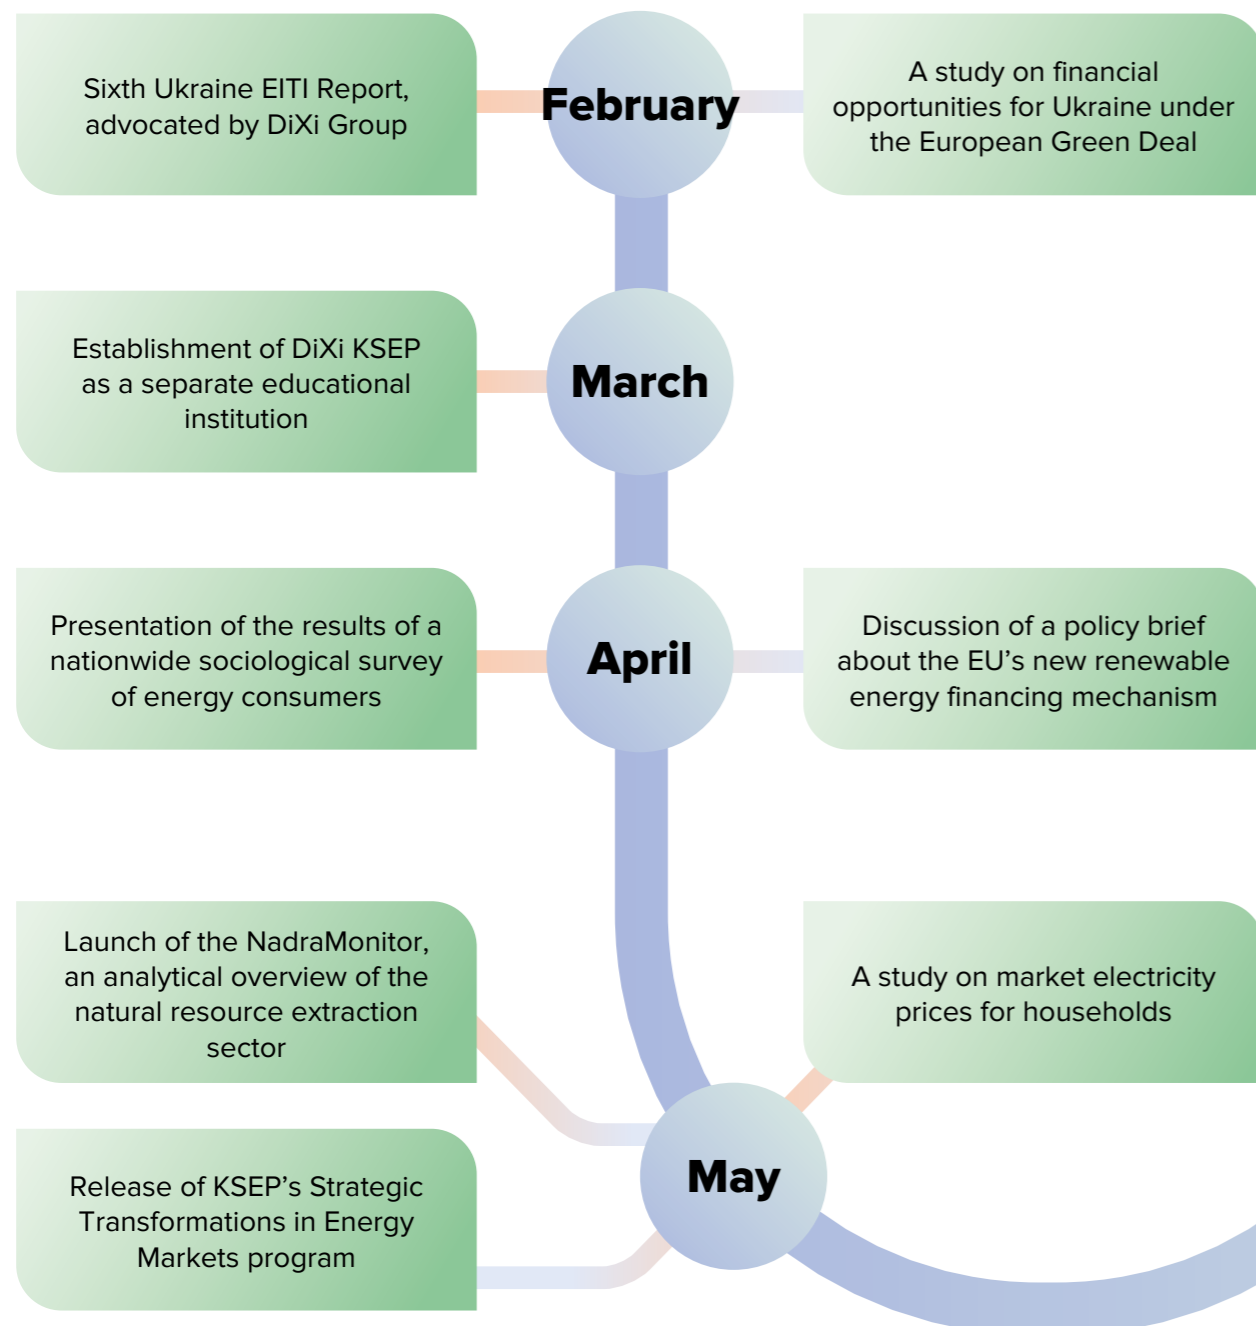 Sixth Ukraine EITI Report,
advocated by DiXi Group
February
A study on financial
opportunities for Ukraine under
the European Green Deal
Establishment of DiXi KSEP
as a separate educational
institution
March
Presentation of the results of a
nationwide sociological survey
of energy consumers
April
Discussion of a policy brief
about the EU’s new renewable
energy financing mechanism
Launch of the NadraMonitor,
an analytical overview of the
natural resource extraction
sector
A study on market electricity
prices for households
May
Release of KSEP’s Strategic
Transformations in Energy
Markets program